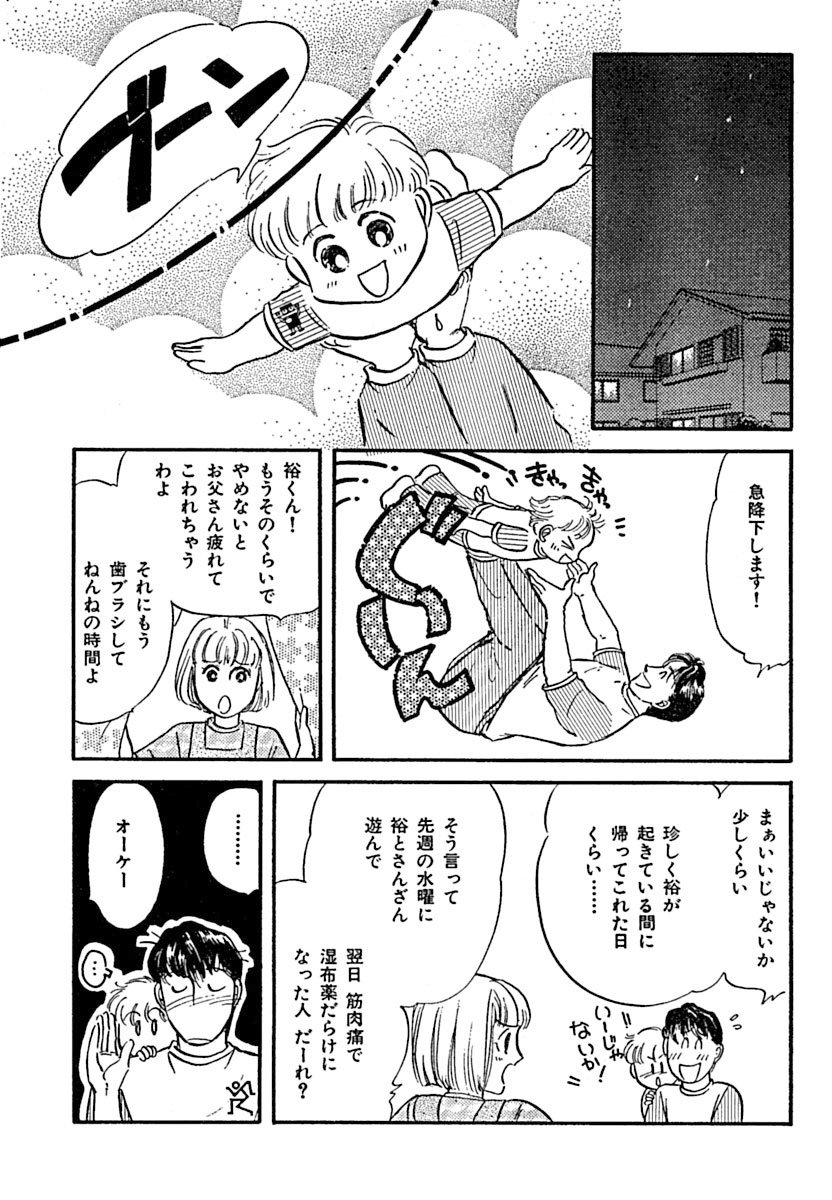 ブーン
急降下します！
きゃっ
きゃっ
ぐいーん
裕くん！
もうそのくらいで
やめないと
お父さん疲れて
こわれちゃう
わよ
それにもう
歯ブラシして
ねんねの時間よ
まぁいいじゃないか
少しくらい
珍しく裕が
起きている間に
帰ってこれた日
くらい……
いーじゃ
ないか！
そう言って
先週の水曜に
裕とさんざん
遊んで
翌日 筋肉痛で
湿布薬だらけに
なった人 だーれ？
………
オーケー
…